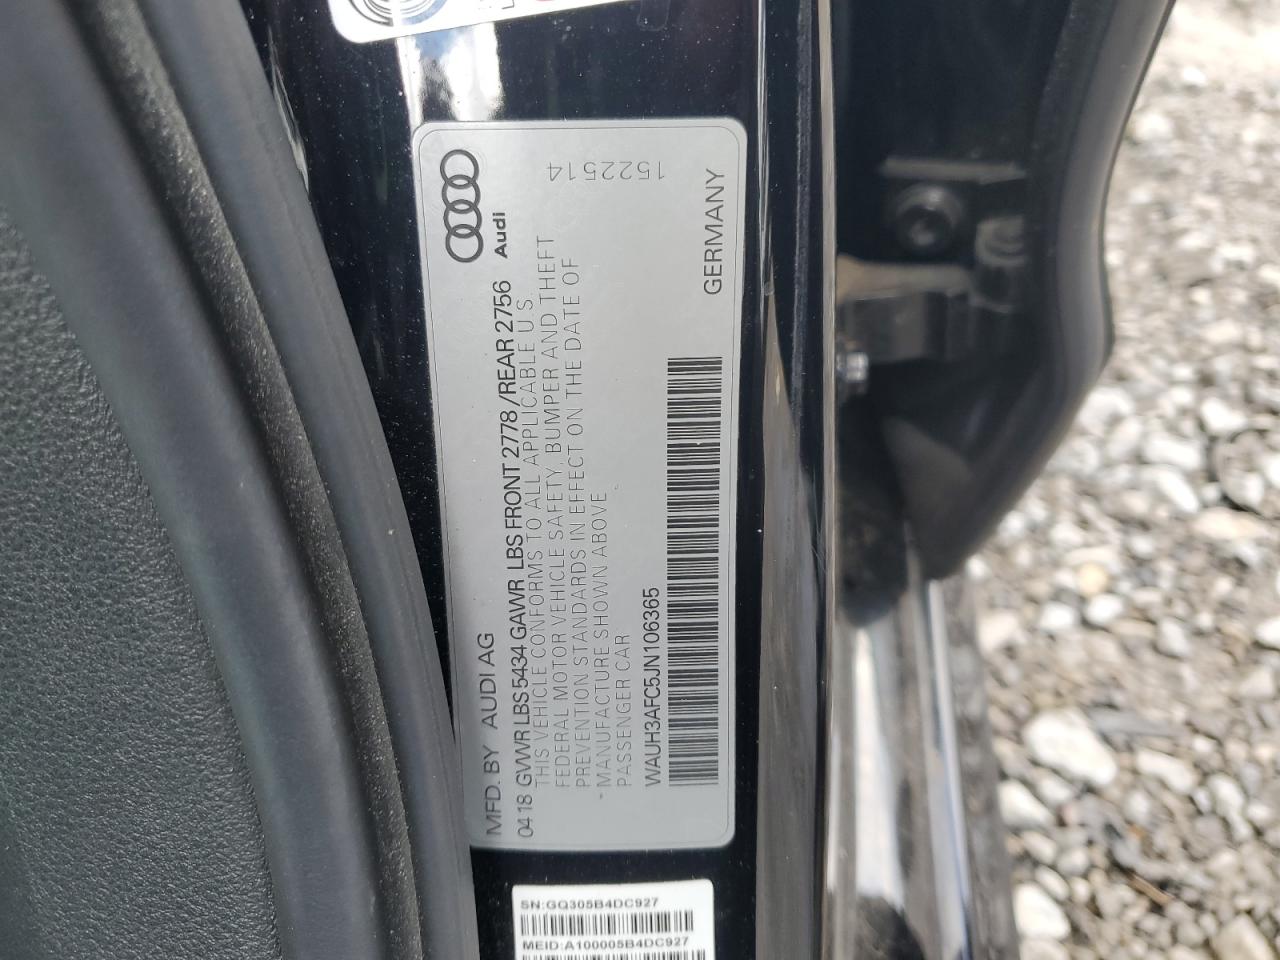 Audi
1522514
MFD. BY AUDI AG
04 18 GVWR LBS 5434 GAWR LBS FRONT 2778 /REAR 2756
THIS VEHICLE CONFORMS TO ALL APPLICABLE U.S.
FEDERAL MOTOR VEHICLE SAFETY, BUMPER AND THEFT
PREVENTION STANDARDS IN EFFECT ON THE DATE OF
- MANUFACTURE SHOWN ABOVE
PASSENGER CAR
WAUH3AFC5JN106365
GERMANY
SN:GQ305B4DC927
MEID:A100005B4DC927